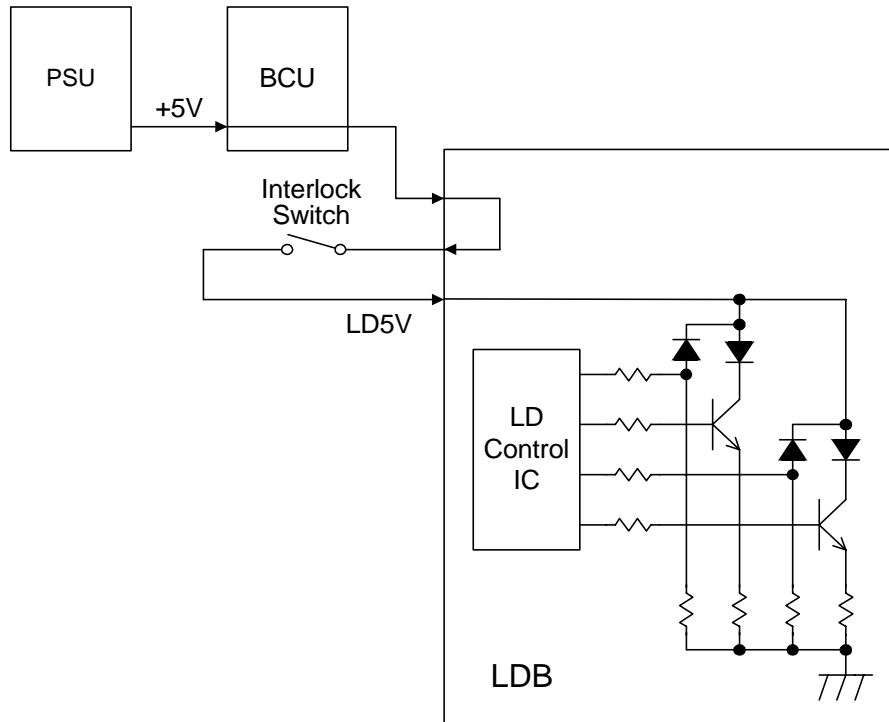 PSU
BCU
+5V
Interlock
Switch
LD5V
LD
Control
IC
LDB